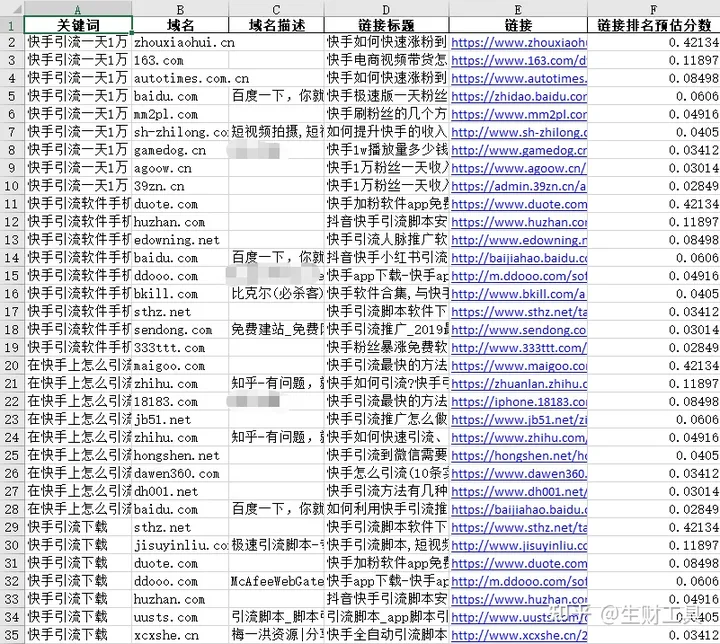 A B C D E F
1 关键词 域名 域名描述 链接标题 链接 链接排名预估分数
2 快手引流一天1万 zhouxiaohui.cn 快手如何快速涨粉到 https://www.zhouxiaoh 0.42134
3 快手引流一天1万 163.com 快手电商视频带货怎 https://www.163.com/d 0.11897
4 快手引流一天1万 autotimes.com.cn 快手如何快速涨粉到 https://www.autotimes. 0.08498
5 快手引流一天1万 baidu.com 百度一下，你就 快手极速版一天粉丝 https://zhidao.baidu.co 0.0606
6 快手引流一天1万 mm2pl.com 快手刷粉丝的几个方 https://www.mm2pl.co 0.04916
7 快手引流一天1万 sh-zhilong.co 短视频拍摄,短 如何提升快手的收入 http://www.sh-zhilong.c 0.0405
8 快手引流一天1万 gamedog.cn 快手1w播放量多少钱 http://www.gamedog.cn 0.03412
9 快手引流一天1万 agoow.cn 快手1万粉丝一天收入 https://www.agoow.cn/ 0.03014
10 快手引流一天1万 39zn.cn 快手1万粉丝一天收入 https://admin.39zn.cn/a 0.02849
11 快手引流软件手机 duote.com 快手加粉软件app免费 https://www.duote.com 0.42134
12 快手引流软件手机 huzhan.com 抖音快手引流脚本安 https://www.huzhan.co 0.11897
13 快手引流软件手机 edowning.net 快手引流人脉推广软 http://www.edowning.n 0.08498
14 快手引流软件手机 baidu.com 百度一下，你就 抖音快手小红书引流 http://baijiahao.baidu.c 0.0606
15 快手引流软件手机 ddooo.com 快手app下载-快手ap http://m.ddooo.com/sof 0.04916
16 快手引流软件手机 bkill.com 比克尔(必杀客) 快手软件合集,与快手 https://www.bkill.com/a 0.0405
17 快手引流软件手机 sthz.net 快手引流脚本软件下 https://www.sthz.net/ta 0.03412
18 快手引流软件手机 sendong.com 免费建站_免费 快手引流推广_2019最 http://www.sendong.co 0.03014
19 快手引流软件手机 333ttt.com 快手粉丝暴涨免费软 http://www.333ttt.com/ 0.02849
20 在快手上怎么引流 maigoo.com 快手引流最快的方法 https://www.maigoo.co 0.42134
21 在快手上怎么引流 zhihu.com 知乎-有问题， 快手如何引流?快手引 https://zhuanlan.zhihu.c 0.11897
22 在快手上怎么引流 18183.com 快手引流最快的方法 https://iphone.18183.co 0.08498
23 在快手上怎么引流 jb51.net 快手引流推广怎么做 https://www.jb51.net/zi 0.0606
24 在快手上怎么引流 zhihu.com 知乎-有问题， 快手如何快速引流、 https://www.zhihu.com/ 0.04916
25 在快手上怎么引流 hongshen.net 快手引流到微信需要 https://hongshen.net/ho 0.0405
26 在快手上怎么引流 dawen360.com 快手怎么引流(10条实 https://www.dawen360. 0.03412
27 在快手上怎么引流 dh001.net 快手引流方法有几种 https://www.dh001.net/ 0.03014
28 在快手上怎么引流 baidu.com 百度一下，你就 如何利用快手引流推 https://baijiahao.baidu. 0.02849
29 快手引流下载 sthz.net 快手引流脚本软件下 https://www.sthz.net/ta 0.42134
30 快手引流下载 jisuyinliu.co 极速引流脚本- 快手引流脚本,短视频 http://www.jisuyinliu.co 0.11897
31 快手引流下载 duote.com 快手加粉软件app免费 https://www.duote.com 0.08498
32 快手引流下载 ddooo.com McAfeeWebGate 快手app下载-快手ap http://m.ddooo.com/sof 0.0606
33 快手引流下载 huzhan.com 抖音快手引流脚本安 https://www.huzhan.co 0.04916
34 快手引流下载 uusts.com 引流脚本_脚本 引流脚本_app脚本引 http://www.uusts.com/ 0.0405
35 快手引流下载 xcxshe.cn 梅一洪资源|分 快手全自动引流脚本 http://www.xcxshe.cn/2 0.03412
知乎 @生财工具